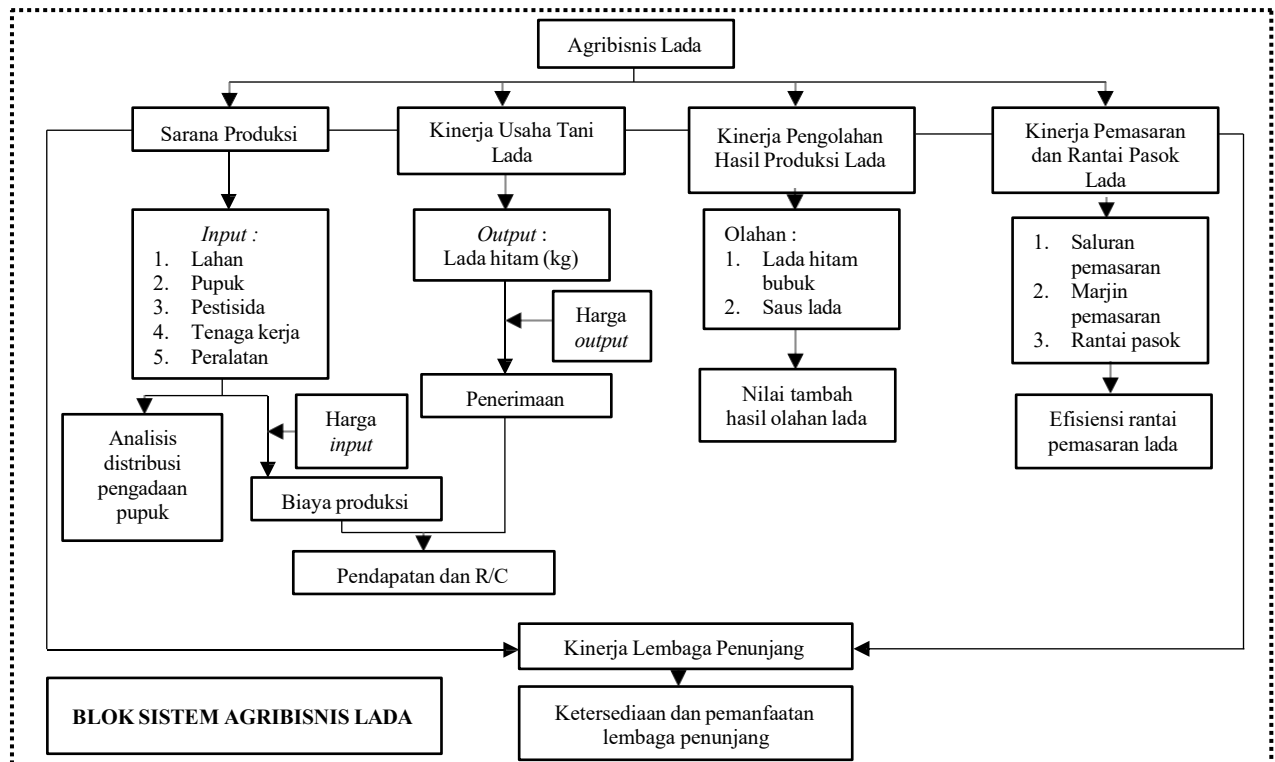 Agribisnis Lada
Sarana Produksi
Kinerja Usaha Tani
Lada
Kinerja Pengolahan
Hasil Produksi Lada
Kinerja Pemasaran
dan Rantai Pasok
Lada
Input :
1. Lahan
2. Pupuk
3. Pestisida
4. Tenaga kerja
5. Peralatan
Output :
Lada hitam (kg)
Olahan :
1. Lada hitam
bubuk
2. Saus lada
1. Saluran
pemasaran
2. Marjin
pemasaran
3. Rantai pasok
Harga
output
Penerimaan
Nilai tambah
hasil olahan lada
Efisiensi rantai
pemasaran lada
Analisis
distribusi
pengadaan
pupuk
Harga
input
Biaya produksi
Pendapatan dan R/C
Kinerja Lembaga Penunjang
BLOK SISTEM AGRIBISNIS LADA
Ketersediaan dan pemanfaatan
lembaga penunjang